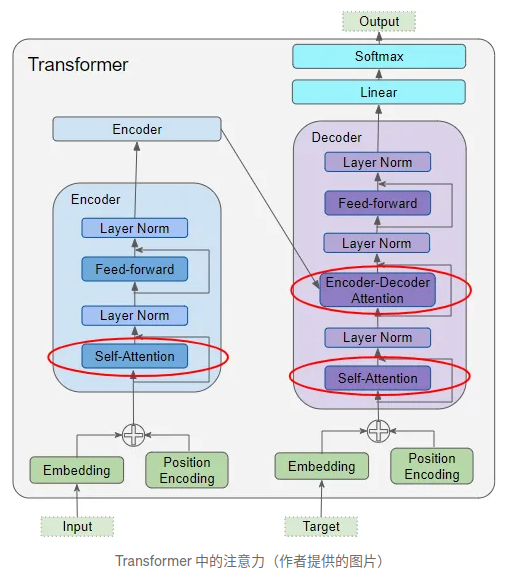 Output
Softmax
Linear
Transformer
Encoder
Decoder
Layer Norm
Feed-forward
Layer Norm
Encoder-Decoder
Attention
Layer Norm
Self-Attention
Encoder
Layer Norm
Feed-forward
Layer Norm
Self-Attention
Embedding
Position
Encoding
Embedding
Position
Encoding
Input
Target
Transformer 中的注意力（作者提供的图片）